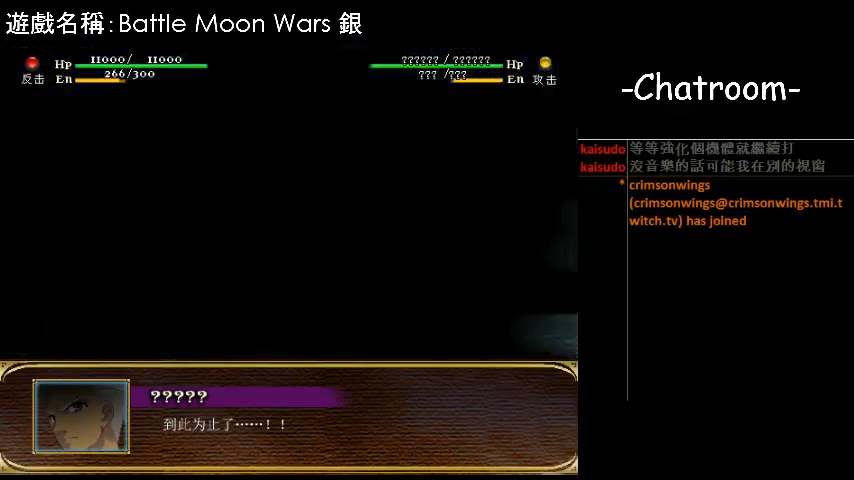 遊戲名稱：Battle Moon Wars 銀
Hp 11000/ 11000
反击 En 266/300
?????? / ?????? Hp
??? /??? En 攻击
-Chatroom-
kaisudo 等等強化個機體就繼續打
kaisudo 沒音樂的話可能我在別的視窗
* crimsonwings
(crimsonwings@crimsonwings.tmi.t
witch.tv) has joined
?????
到此为止了……！！